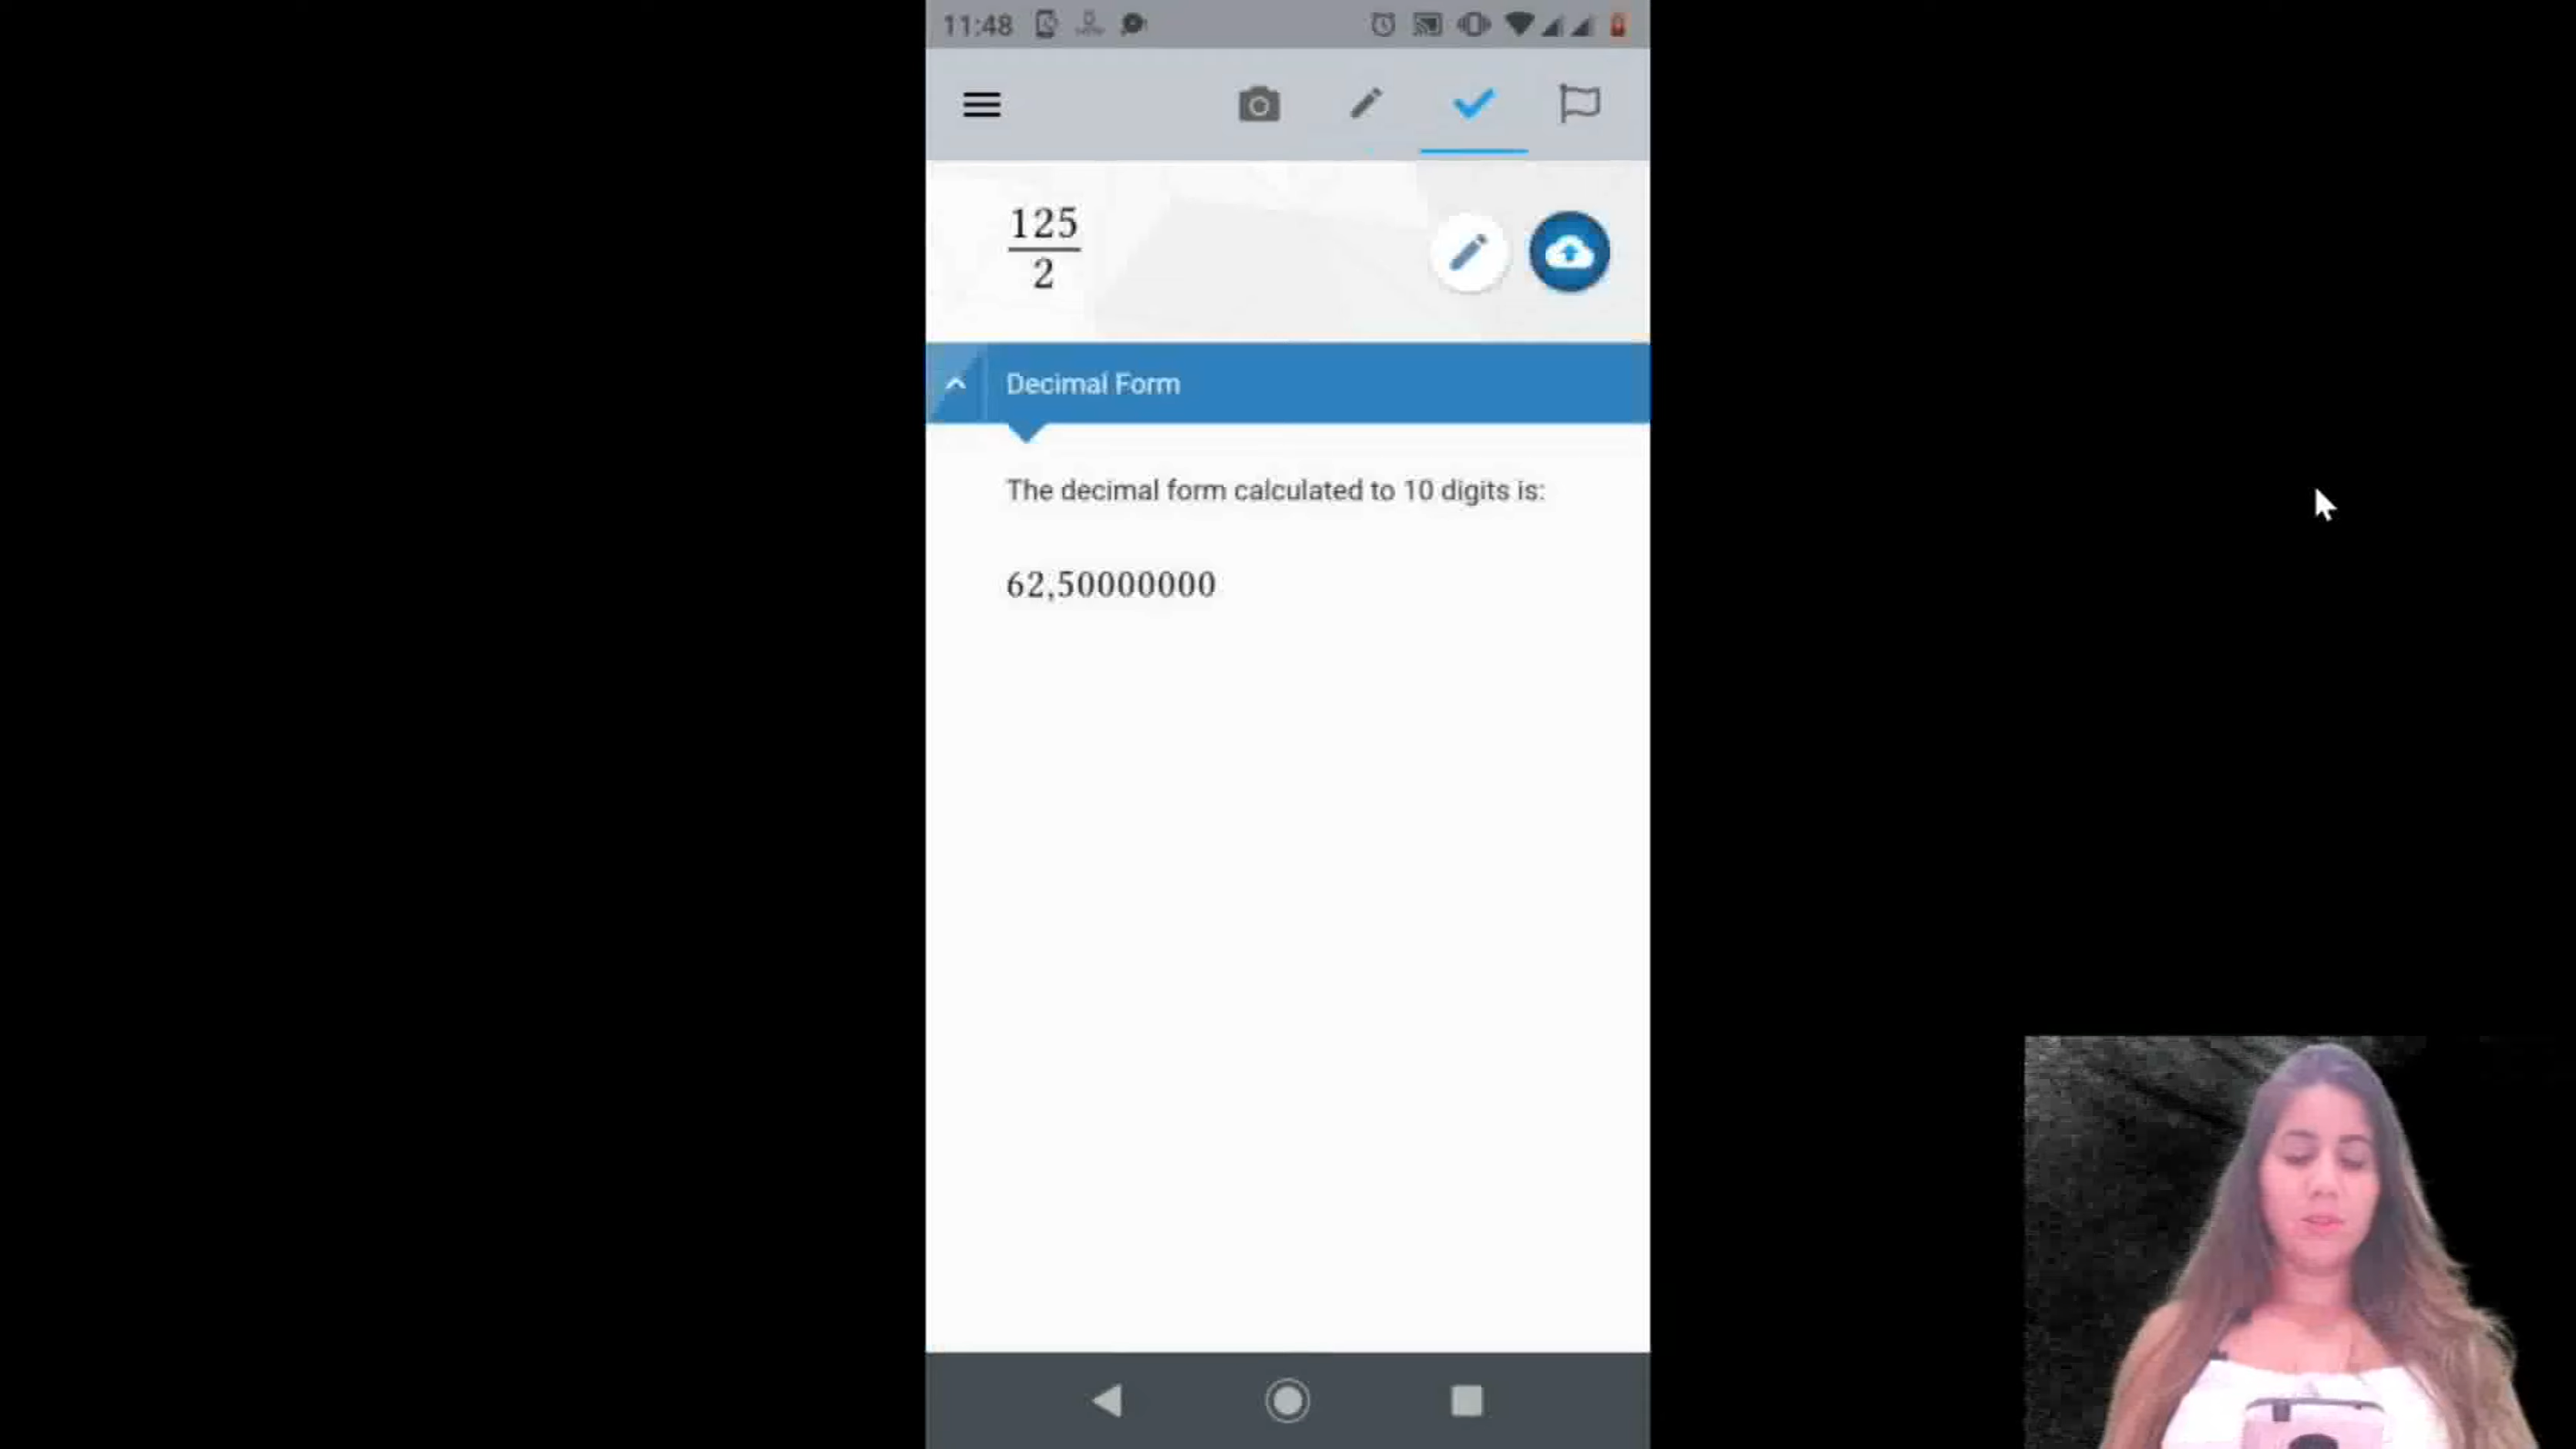 11:48
125
2
Decimal Form
The decimal form calculated to 10 digits is:
62,50000000